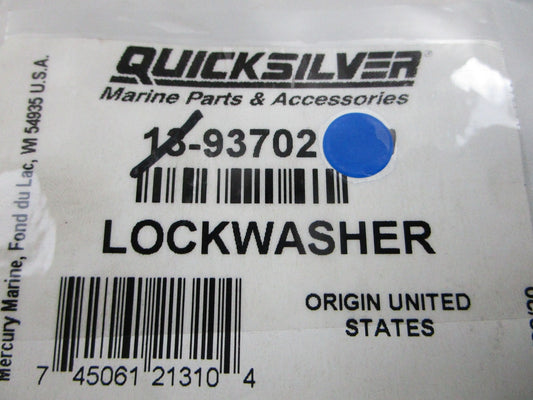 QUICKSILVER®
Marine Parts & Accessories
13-93702
LOCKWASHER
ORIGIN UNITED
STATES
7 45061 21310 4
Mercury Marine, Fond du Lac, WI 54935 U.S.A.